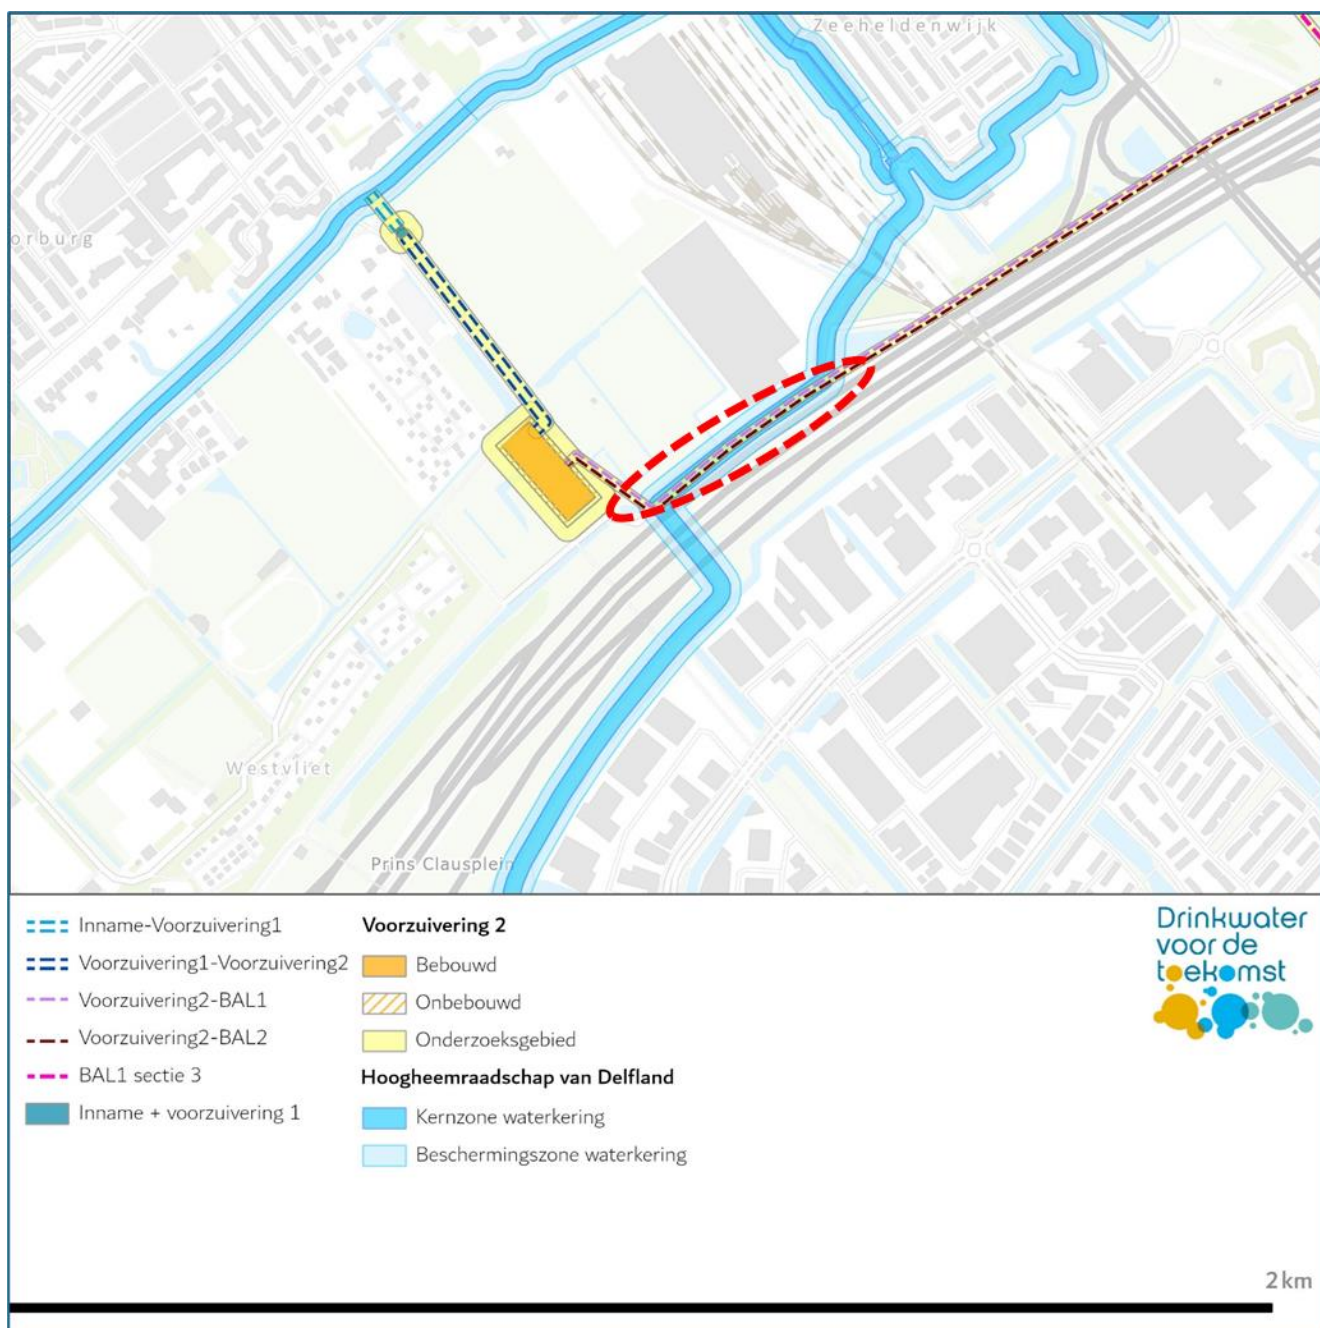 Zeeheldenwijk
orburg
Westvliet
Prins Clausplein
Inname-Voorzuivering1
Voorzuivering1-Voorzuivering2
Voorzuivering2-BAL1
Voorzuivering2-BAL2
BAL1 sectie 3
Inname + voorzuivering 1
Voorzuivering 2
Bebouwd
Onbebouwd
Onderzoeksgebied
Hoogheemraadschap van Delfland
Kernzone waterkering
Beschermingszone waterkering
Drinkwater
voor de
toekomst
2 km